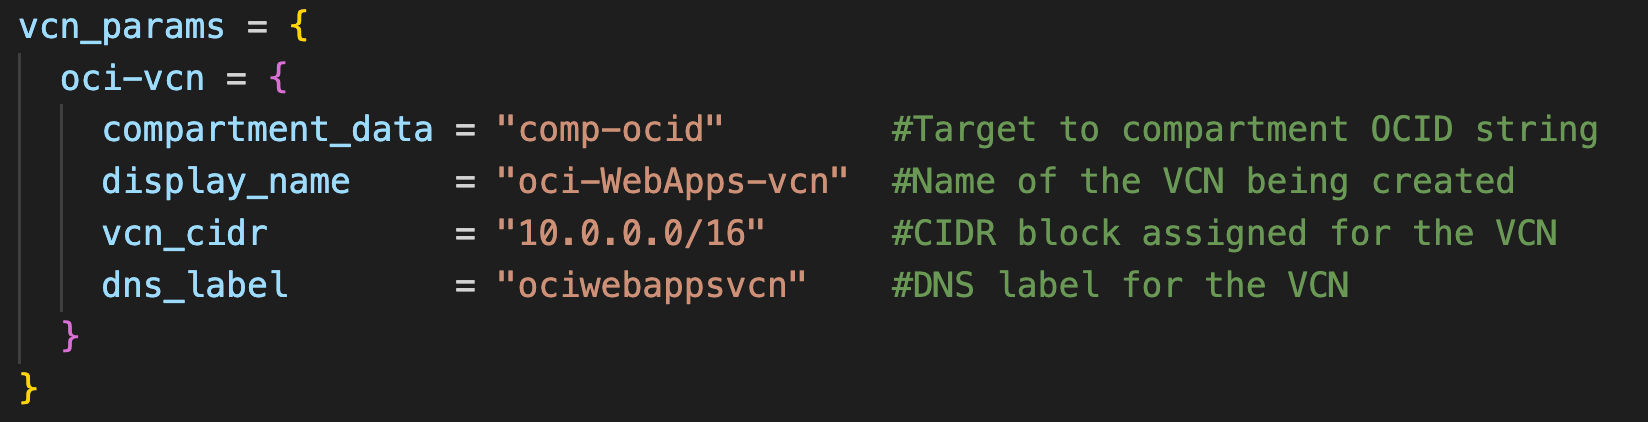 vcn_params = {
  oci-vcn = {
    compartment_data = "comp-ocid"        #Target to compartment OCID string
    display_name     = "oci-WebApps-vcn"  #Name of the VCN being created
    vcn_cidr         = "10.0.0.0/16"      #CIDR block assigned for the VCN
    dns_label        = "ociwebappsvcn"    #DNS label for the VCN
  }
}